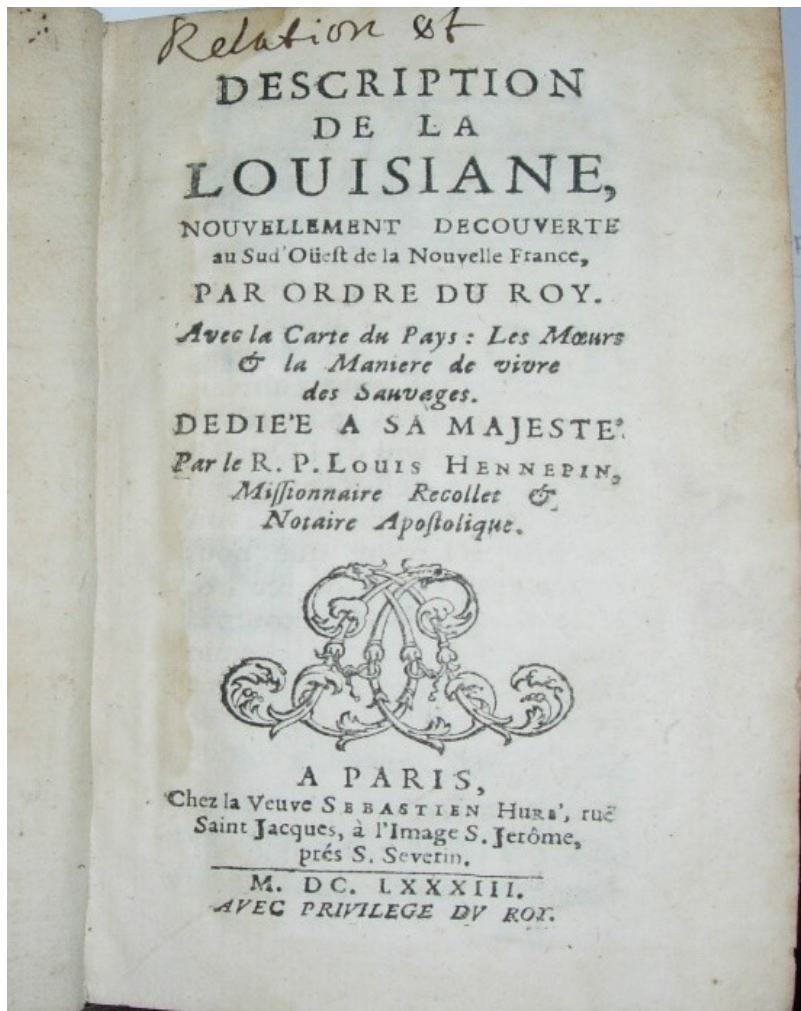 Relation et
DESCRIPTION
DE LA
LOUISIANE,
NOUVELLEMENT DECOUVERTE
au Sud'Oüest de la Nouvelle France,
PAR ORDRE DU ROY.
Avec la Carte du Pays : Les Mœurs
& la Maniere de vivre
des Sauvages.
DEDIE'E A SA MAJESTE'.
Par le R. P. LOUIS HENNEPIN,
Missionnaire Recollet &
Notaire Apostolique.
A PARIS,
Chez la Veuve SEBASTIEN HURE', ruë
Saint Jacques, à l'Image S. Jerôme,
prés S. Severin.
M. DC. LXXXIII.
AVEC PRIVILEGE DV ROY.